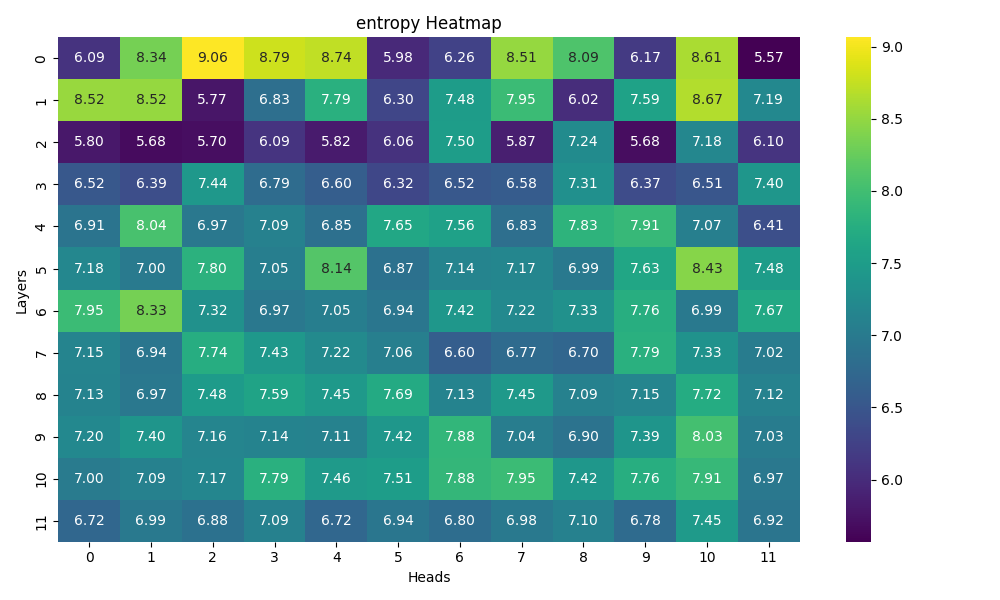 entropy Heatmap
0 6.09 8.34 9.06 8.79 8.74 5.98 6.26 8.51 8.09 6.17 8.61 5.57
1 8.52 8.52 5.77 6.83 7.79 6.30 7.48 7.95 6.02 7.59 8.67 7.19
2 5.80 5.68 5.70 6.09 5.82 6.06 7.50 5.87 7.24 5.68 7.18 6.10
3 6.52 6.39 7.44 6.79 6.60 6.32 6.52 6.58 7.31 6.37 6.51 7.40
4 6.91 8.04 6.97 7.09 6.85 7.65 7.56 6.83 7.83 7.91 7.07 6.41
5 7.18 7.00 7.80 7.05 8.14 6.87 7.14 7.17 6.99 7.63 8.43 7.48
6 7.95 8.33 7.32 6.97 7.05 6.94 7.42 7.22 7.33 7.76 6.99 7.67
7 7.15 6.94 7.74 7.43 7.22 7.06 6.60 6.77 6.70 7.79 7.33 7.02
8 7.13 6.97 7.48 7.59 7.45 7.69 7.13 7.45 7.09 7.15 7.72 7.12
9 7.20 7.40 7.16 7.14 7.11 7.42 7.88 7.04 6.90 7.39 8.03 7.03
10 7.00 7.09 7.17 7.79 7.46 7.51 7.88 7.95 7.42 7.76 7.91 6.97
11 6.72 6.99 6.88 7.09 6.72 6.94 6.80 6.98 7.10 6.78 7.45 6.92
0 1 2 3 4 5 6 7 8 9 10 11
Heads
Layers
9.0
8.5
8.0
7.5
7.0
6.5
6.0